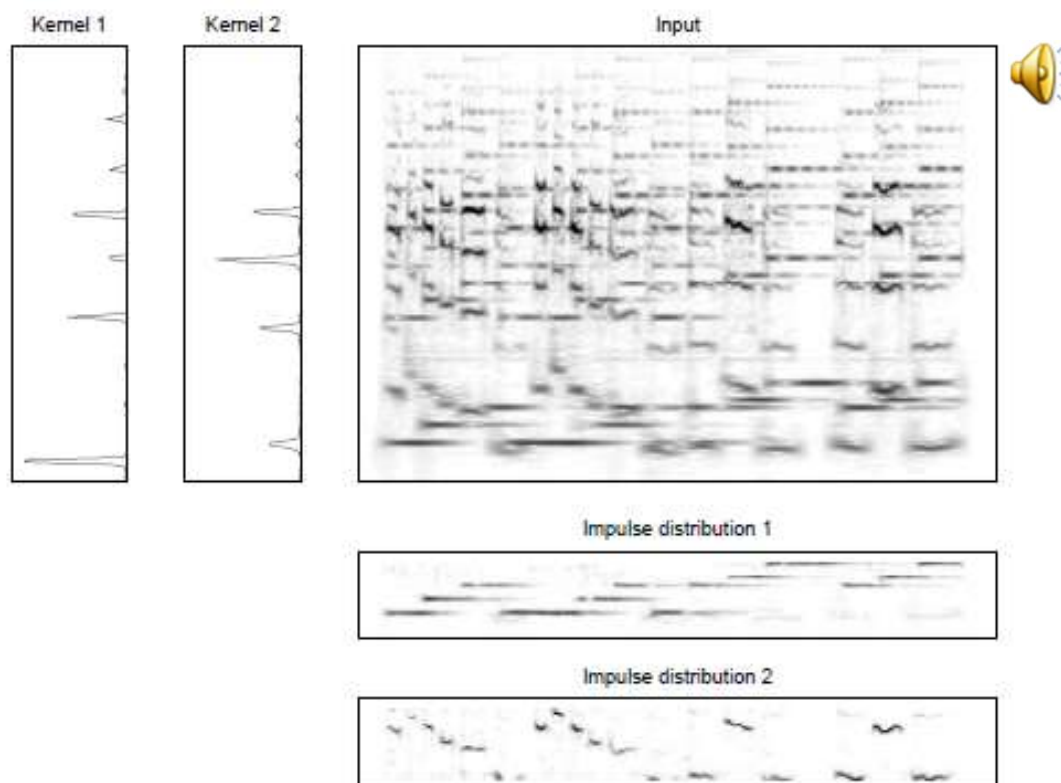 Kernel 1
Kernel 2
Input
Impulse distribution 1
Impulse distribution 2